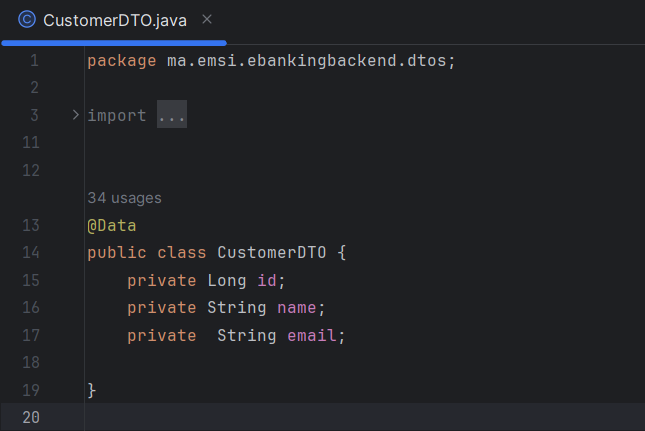 CustomerDTO.java
1 package ma.emsi.ebankingbackend.dtos;
2
3 import ...
11
12
34 usages
13 @Data
14 public class CustomerDTO {
15     private Long id;
16     private String name;
17     private  String email;
18
19 }
20